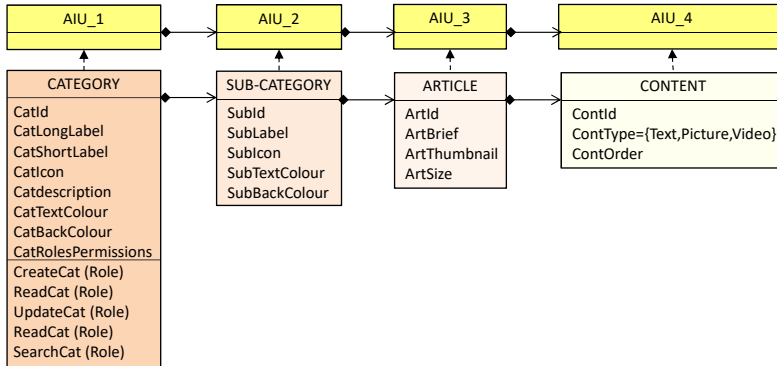 AIU_1
AIU_2
AIU_3
AIU_4
CATEGORY
CatId
CatLongLabel
CatShortLabel
CatIcon
Catdescription
CatTextColour
CatBackColour
CatRolesPermissions
CreateCat (Role)
ReadCat (Role)
UpdateCat (Role)
ReadCat (Role)
SearchCat (Role)
SUB-CATEGORY
SubId
SubLabel
SubIcon
SubTextColour
SubBackColour
ARTICLE
ArtId
ArtBrief
ArtThumbnail
ArtSize
CONTENT
ContId
ContType={Text,Picture,Video}
ContOrder